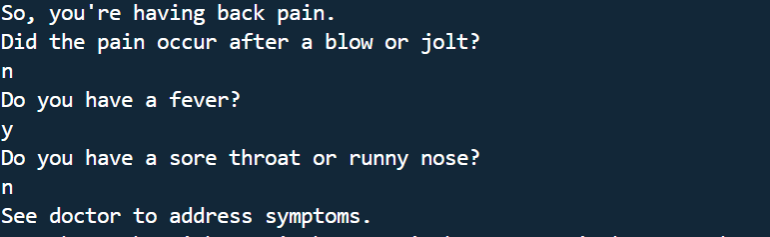 So, you're having back pain.
Did the pain occur after a blow or jolt?
n
Do you have a fever?
y
Do you have a sore throat or runny nose?
n
See doctor to address symptoms.